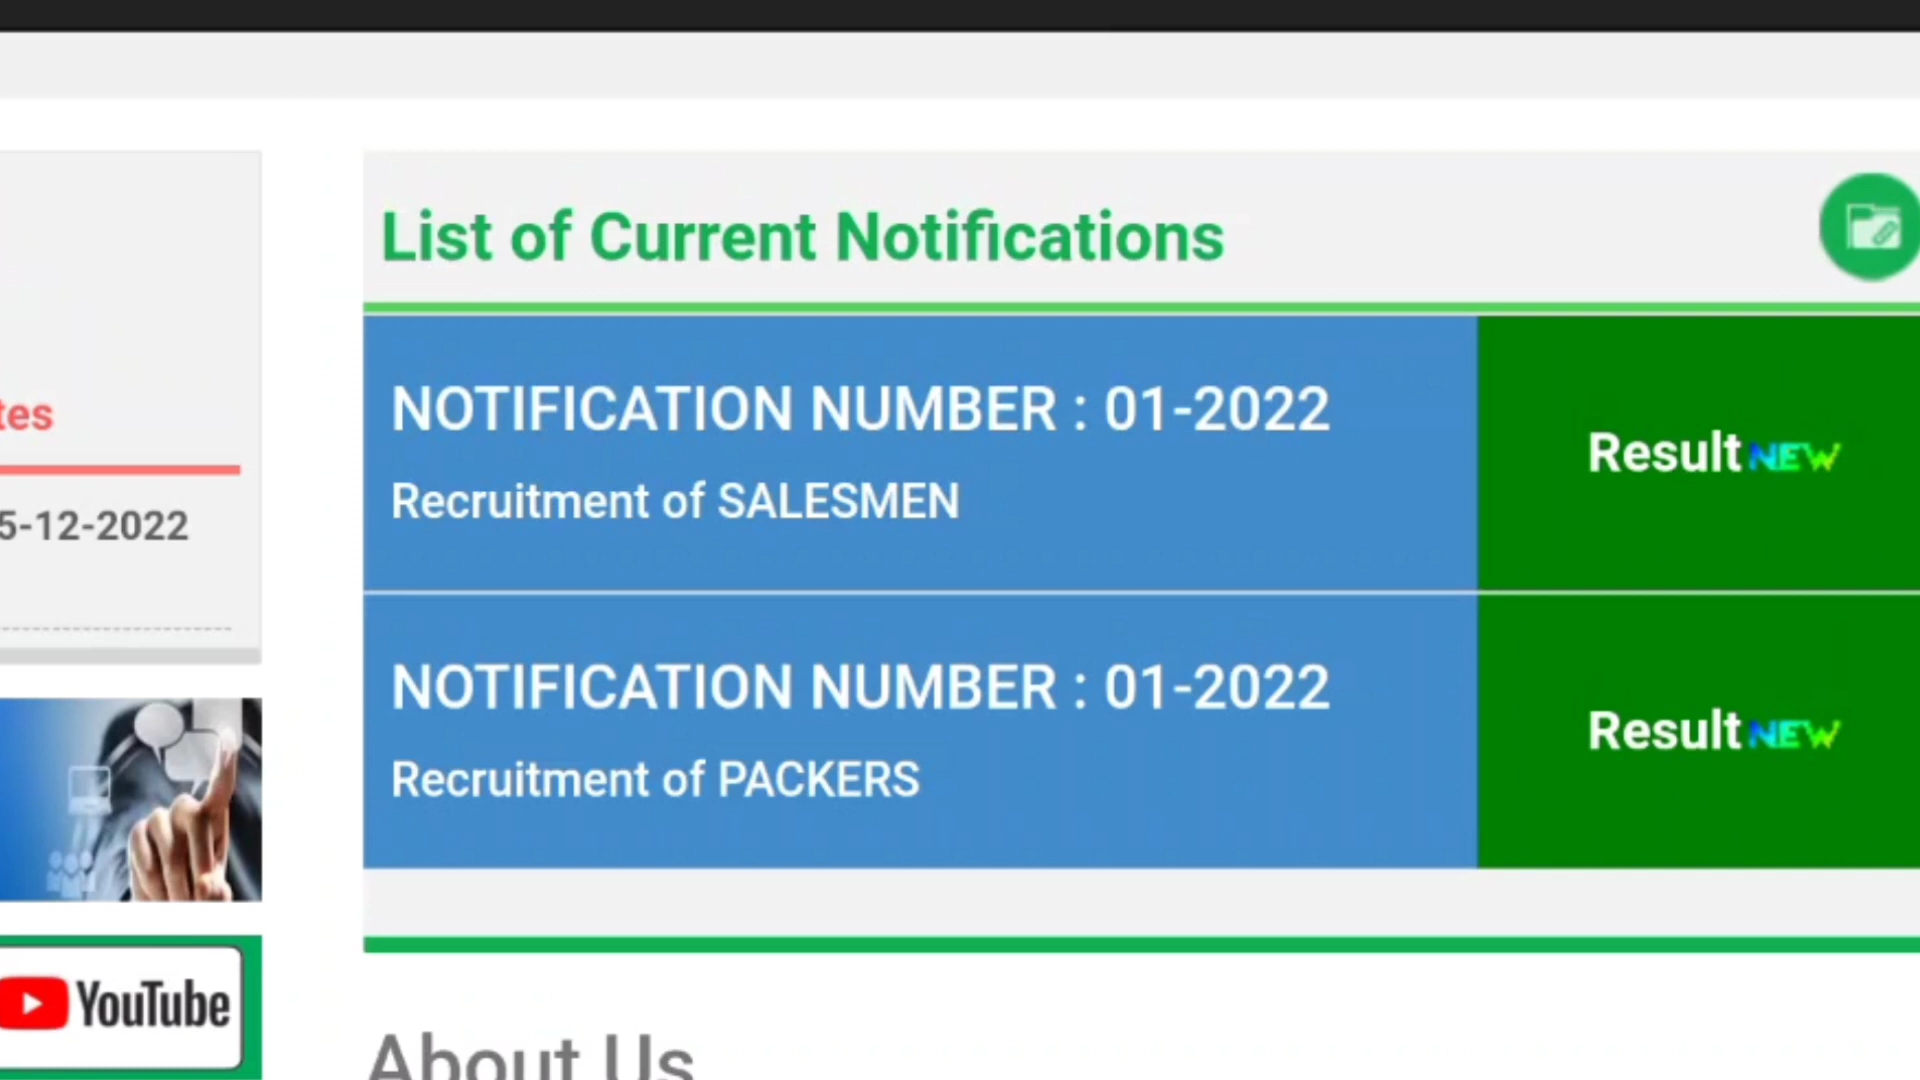 List of Current Notifications
NOTIFICATION NUMBER : 01-2022
Recruitment of SALESMEN
Result NEW
NOTIFICATION NUMBER : 01-2022
Recruitment of PACKERS
Result NEW
tes
5-12-2022
YouTube
About Us